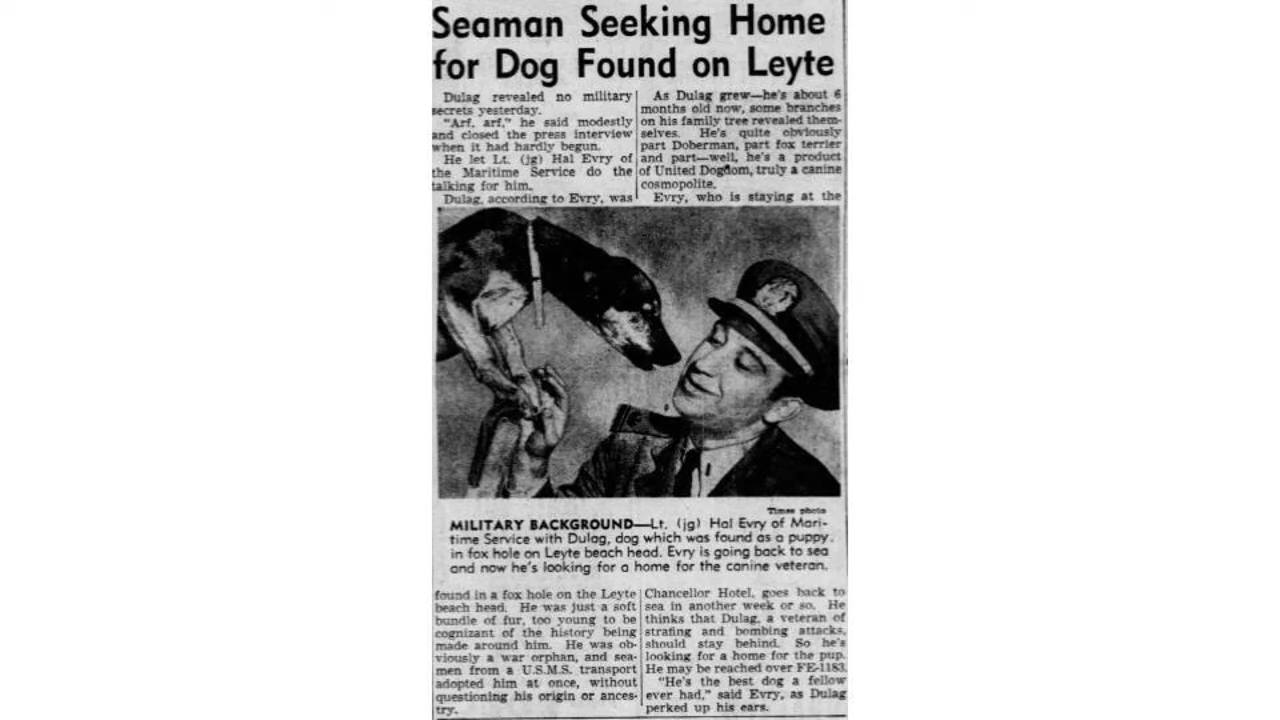 Seaman Seeking Home
for Dog Found on Leyte
Dulag revealed no military
secrets yesterday.
"Arf, arf," he said modestly
and closed the press interview
when it had hardly begun.
He let Lt. (jg) Hal Evry of
the Maritime Service do the
talking for him.
Dulag, according to Evry, was
found in a fox hole on the Leyte
beach head. He was just a soft
bundle of fur, too young to be
cognizant of the history being
made around him. He was ob-
viously a war orphan, and sea-
men from a U.S.M.S. transport
adopted him at once, without
questioning his origin or ances-
try.
As Dulag grew—he's about 6
months old now, some branches
on his family tree revealed them-
selves. He's quite obviously
part Doberman, part fox terrier
and part—well, he's a product
of United Dogdom, truly a canine
cosmopolite.
Evry, who is staying at the
Chancellor Hotel, goes back to
sea in another week or so. He
thinks that Dulag, a veteran of
strafing and bombing attacks,
should stay behind. So he's
looking for a home for the pup.
He may be reached over FE-1183.
"He's the best dog a fellow
ever had," said Evry, as Dulag
perked up his ears.
Times photo
MILITARY BACKGROUND—Lt. (jg) Hal Evry of Mari-
time Service with Dulag, dog which was found as a puppy
in fox hole on Leyte beach head. Evry is going back to sea
and now he's looking for a home for the canine veteran.